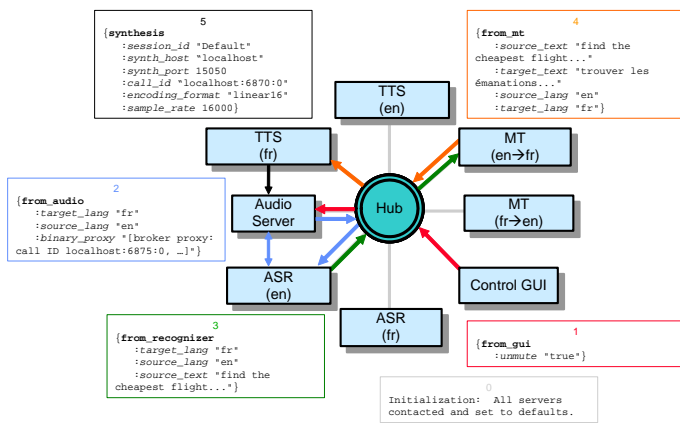 5
{synthesis
:session_id "Default"
:synth_host "localhost"
:synth_port 15050
:call_id "localhost:6870:0"
:encoding_format "linear16"
:sample_rate 16000}
4
{from_mt
:source_text "find the
cheapest flight..."
:target_text "trouver les
émanations..."
:source_lang "en"
:target_lang "fr"}
TTS
(en)
TTS
(fr)
MT
(en→fr)
2
{from_audio
:target_lang "fr"
:source_lang "en"
:binary_proxy "[broker proxy:
call ID localhost:6875:0, …]"}
Audio
Server
Hub
MT
(fr→en)
ASR
(en)
Control GUI
ASR
(fr)
3
{from_recognizer
:target_lang "fr"
:source_lang "en"
:source_text "find the
cheapest flight..."}
1
{from_gui
:unmute "true"}
0
Initialization: All servers
contacted and set to defaults.